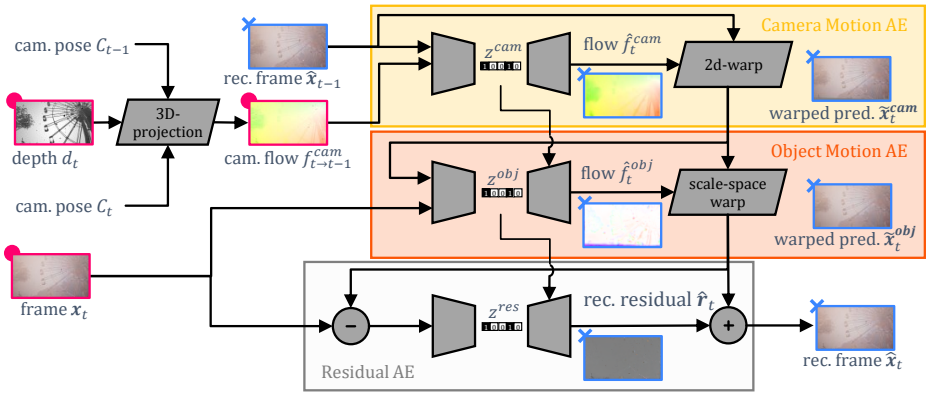 Camera Motion AE
cam. pose C_{t−1}
rec. frame x̂_{t−1}
z^{cam}
10010
flow f̂_t^{cam}
2d-warp
warped pred. x̃_t^{cam}
3D-
projection
depth d_t
cam. flow f_{t→t−1}^{cam}
Object Motion AE
z^{obj}
10010
flow f̂_t^{obj}
scale-space
warp
warped pred. x̃_t^{obj}
cam. pose C_t
frame x_t
−
z^{res}
10010
rec. residual r̂_t
+
rec. frame x̂_t
Residual AE